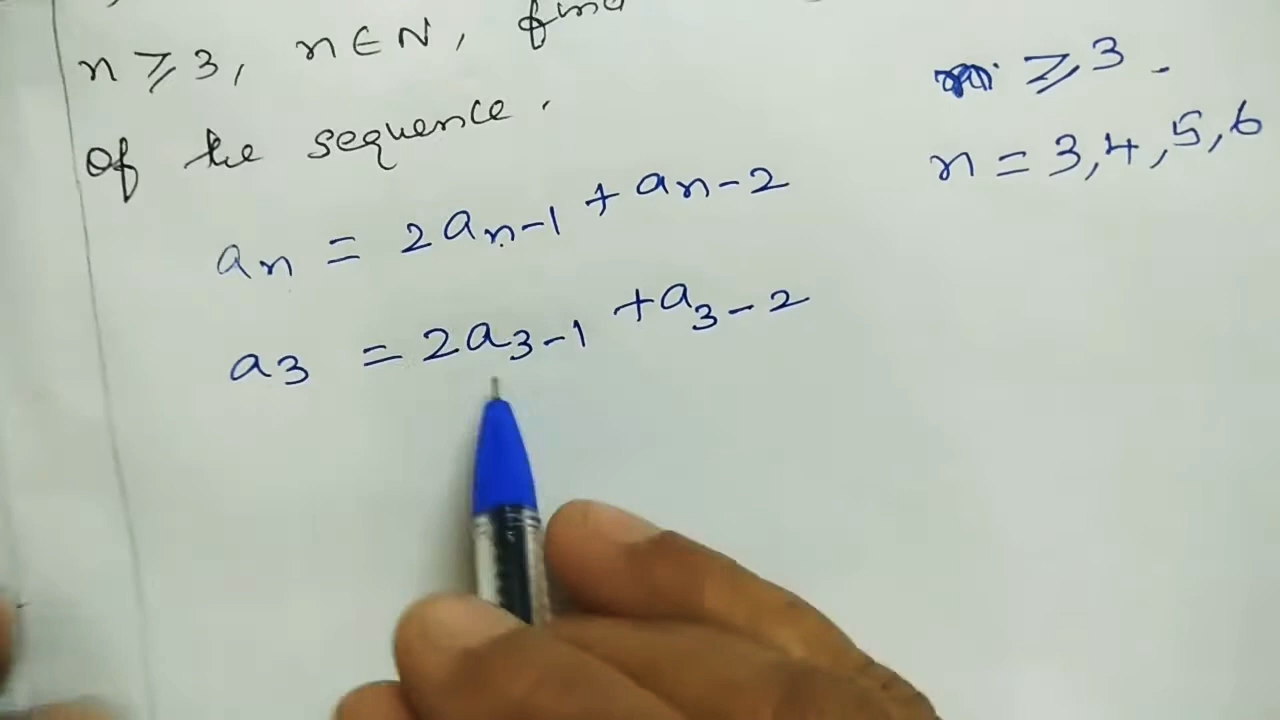 n ≥ 3, n ∈ N, find
of the sequence.
≥ 3.
n = 3, 4, 5, 6
aₙ = 2aₙ₋₁ + aₙ₋₂
a₃ = 2a₃₋₁ + a₃₋₂